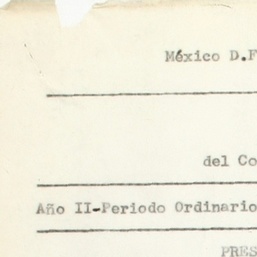 México D.F
del Co
Año II-Periodo Ordinario
PRES